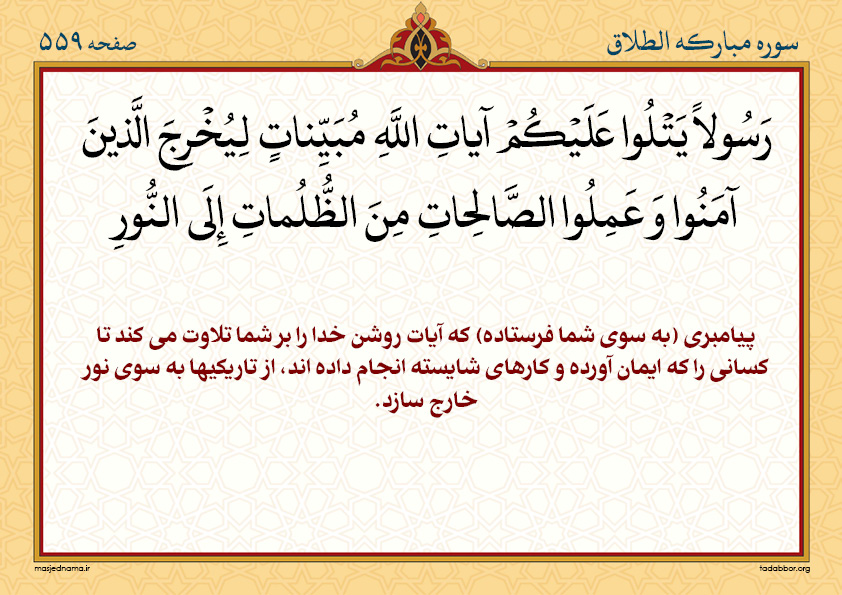 سوره مبارکه الطلاق
صفحه ۵۵۹
رَسُولاً يَتْلُوا عَلَيْكُمْ آياتِ اللَّهِ مُبَيِّناتٍ لِيُخْرِجَ الَّذينَ
آمَنُوا وَ عَمِلُوا الصَّالِحاتِ مِنَ الظُّلُماتِ إِلَى النُّورِ
پیامبری (به سوی شما فرستاده) که آیات روشن خدا را بر شما تلاوت می کند تا
کسانی را که ایمان آورده و کارهای شایسته انجام داده اند، از تاریکیها به سوی نور
خارج سازد.
masjednama.ir
tadabbor.org